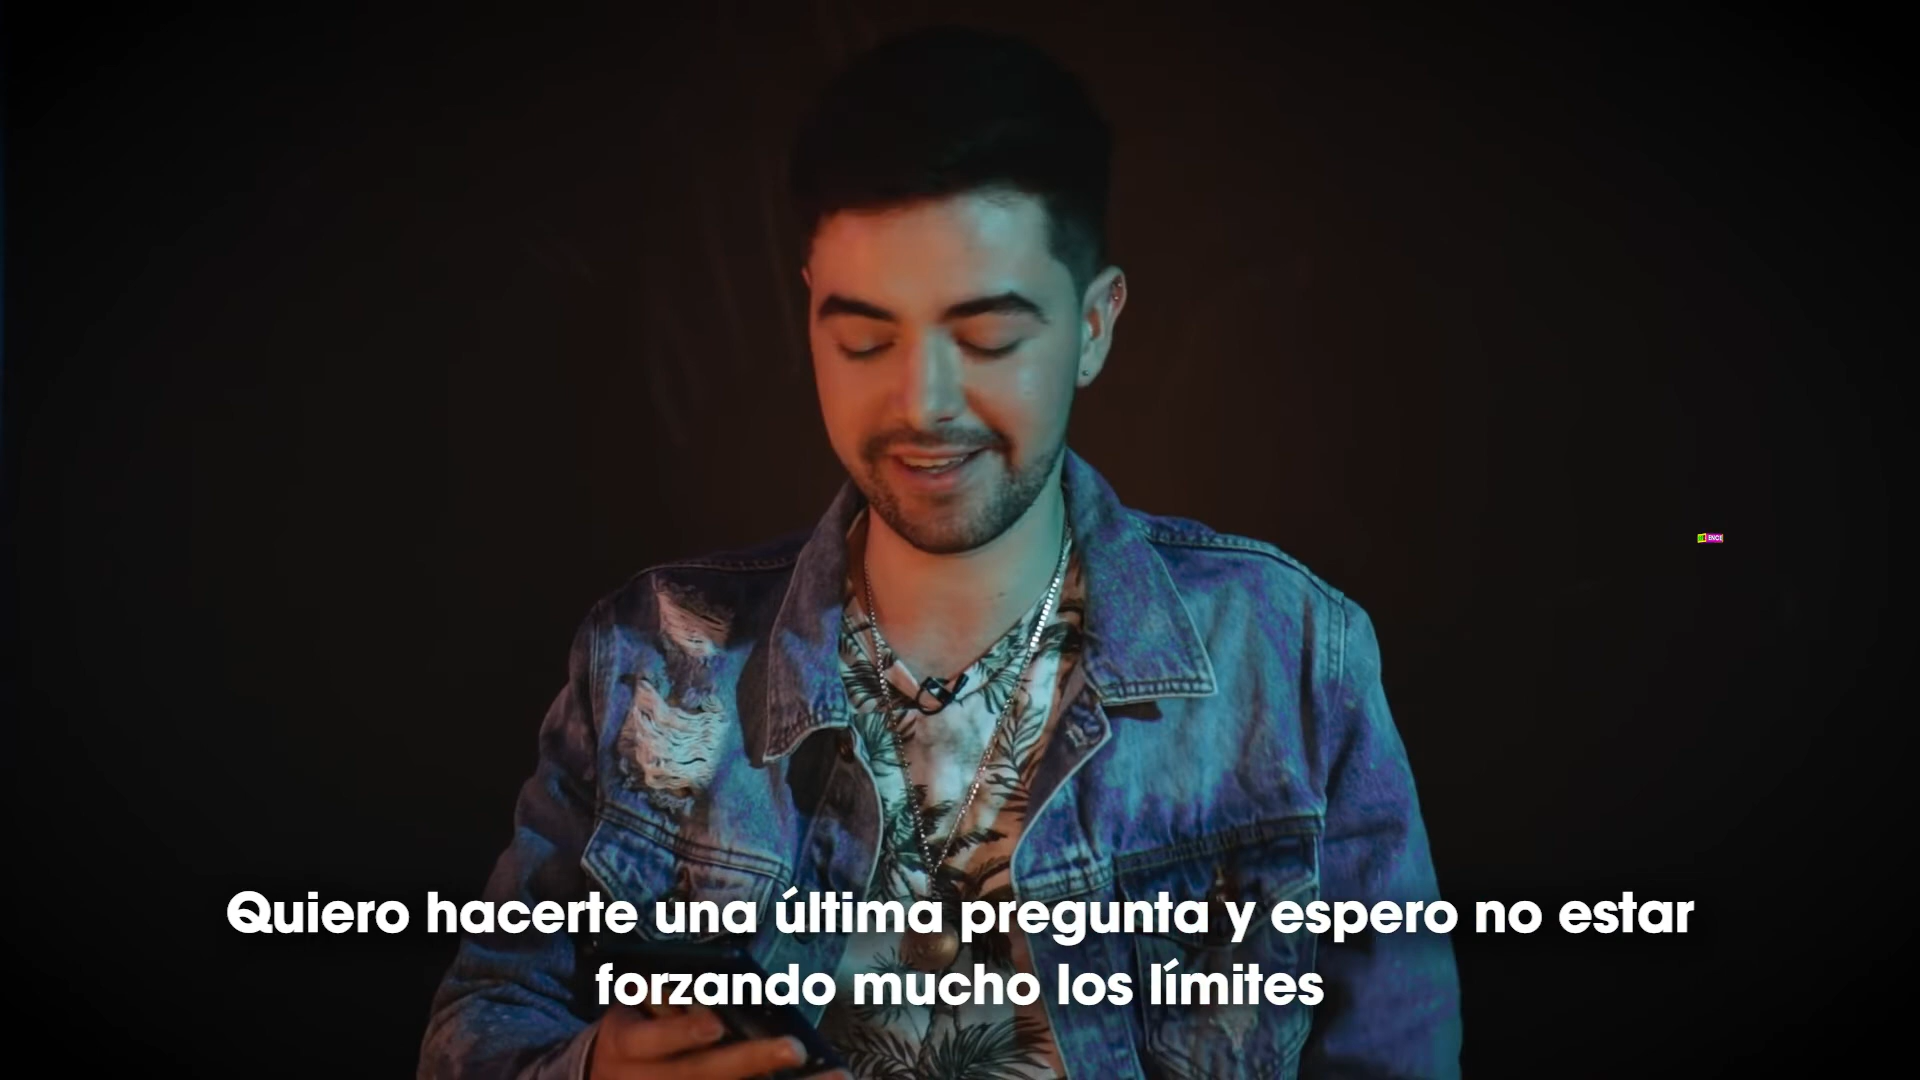 Quiero hacerte una última pregunta y espero no estar
forzando mucho los límites